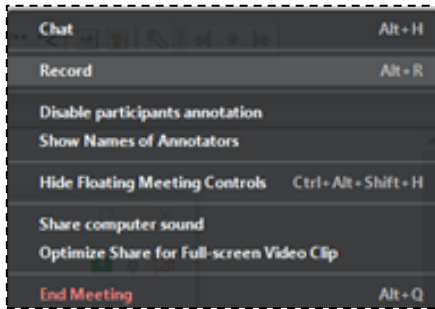 Chat Alt+H
Record Alt+R
Disable participants annotation
Show Names of Annotators
Hide Floating Meeting Controls Ctrl+Alt+Shift+H
Share computer sound
Optimize Share for Full-screen Video Clip
End Meeting Alt+Q